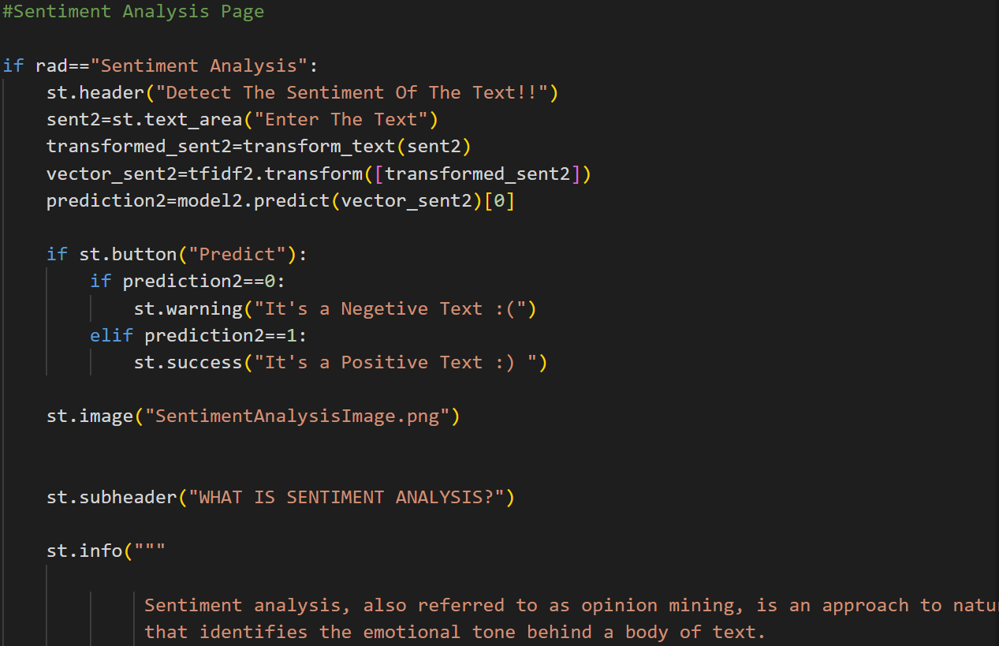 #Sentiment Analysis Page
if rad=="Sentiment Analysis":
st.header("Detect The Sentiment Of The Text!!")
sent2=st.text_area("Enter The Text")
transformed_sent2=transform_text(sent2)
vector_sent2=tfidf2.transform([transformed_sent2])
prediction2=model2.predict(vector_sent2)[0]
if st.button("Predict"):
if prediction2==0:
st.warning("It's a Negetive Text :(")
elif prediction2==1:
st.success("It's a Positive Text :) ")
st.image("SentimentAnalysisImage.png")
st.subheader("WHAT IS SENTIMENT ANALYSIS?")
st.info("""
Sentiment analysis, also referred to as opinion mining, is an approach to
that identifies the emotional tone behind a body of text.